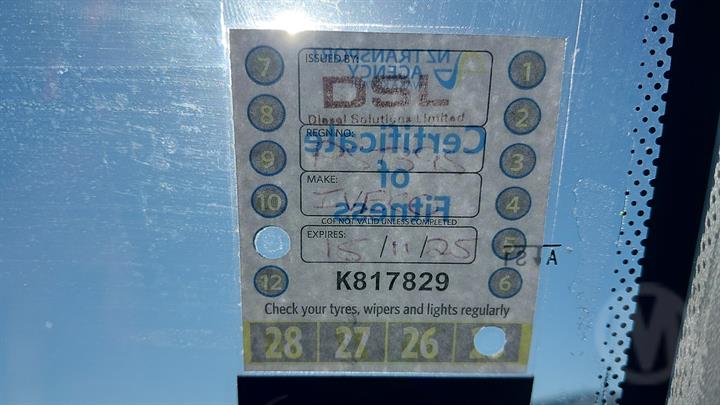 ISSUED BY:
NZ TRANSPORT
AGENCY
DSL
Diesel Solutions Limited
REGN NO:
Certificate
of
Fitness
MAKE:
COF NOT VALID UNLESS COMPLETED
EXPIRES: 15/11/25
K817829
Check your tyres, wipers and lights regularly
7 8 9 10 12
1 2 3 4 5 6
28 27 26